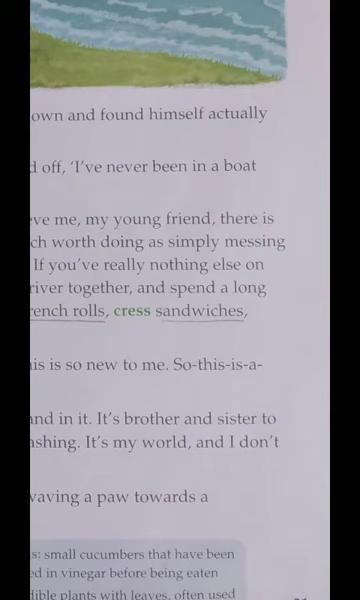 own and found himself actually
d off, ‘I’ve never been in a boat
eve me, my young friend, there is
ch worth doing as simply messing
If you’ve really nothing else on
river together, and spend a long
rench rolls, cress sandwiches,
is is so new to me. So-this-is-a-
and in it. It’s brother and sister to
ashing. It’s my world, and I don’t
waving a paw towards a
s: small cucumbers that have been
ed in vinegar before being eaten
dible plants with leaves, often used